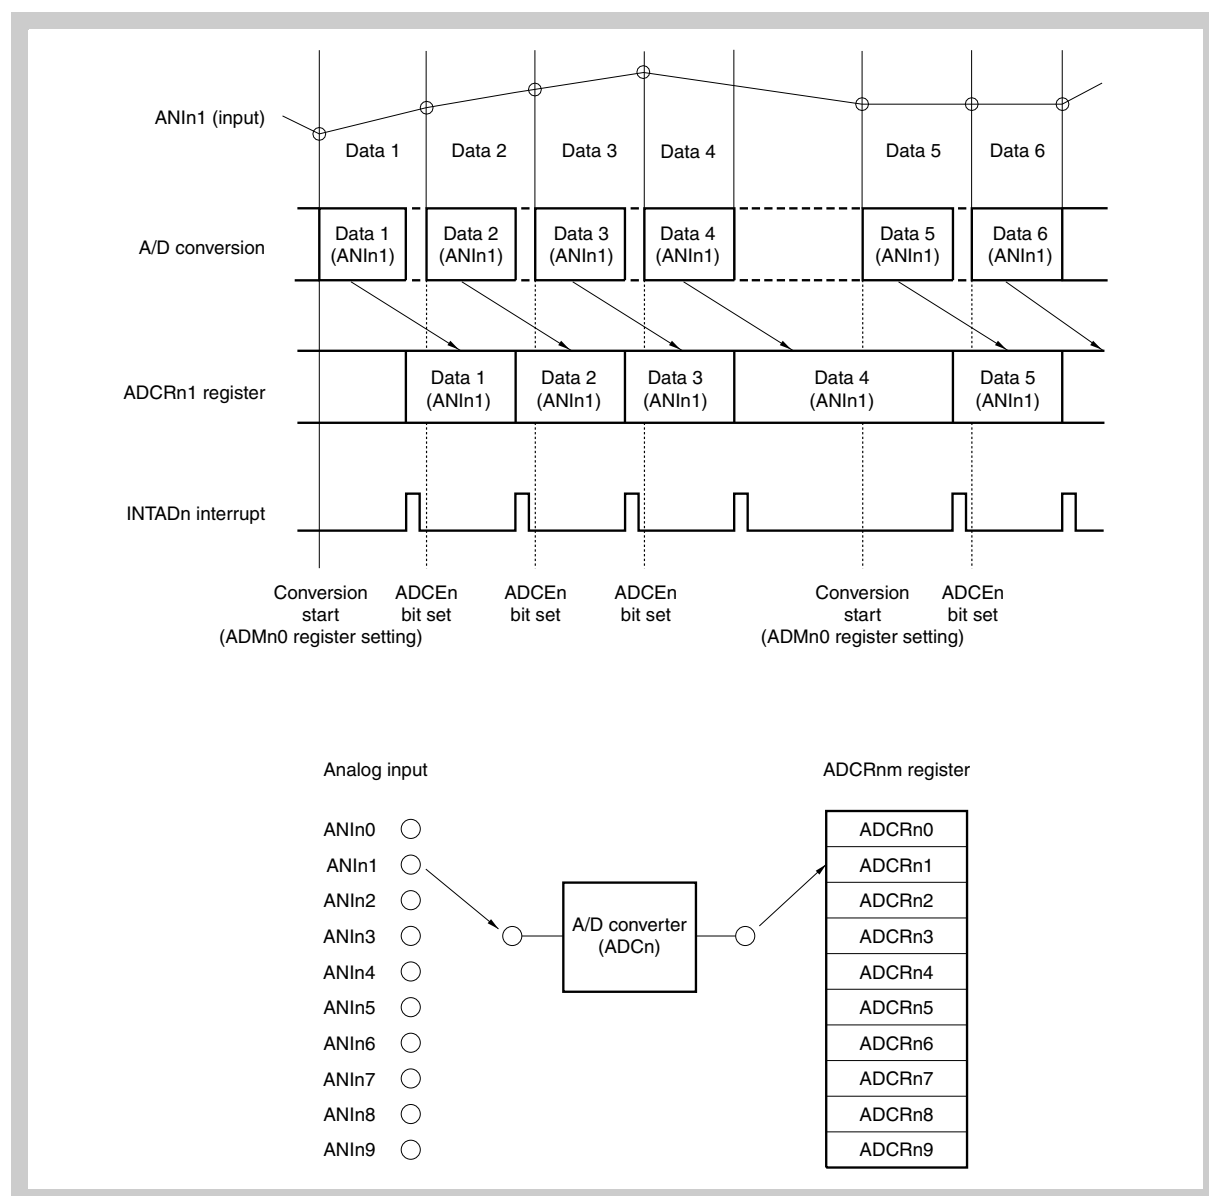 ANIn1 (input)
Data 1 Data 2 Data 3 Data 4 Data 5 Data 6
A/D conversion
Data 1 Data 2 Data 3 Data 4 Data 5 Data 6
(ANIn1) (ANIn1) (ANIn1) (ANIn1) (ANIn1) (ANIn1)
ADCRn1 register
Data 1 Data 2 Data 3 Data 4 Data 5
(ANIn1) (ANIn1) (ANIn1) (ANIn1) (ANIn1)
INTADn interrupt
Conversion ADCEn ADCEn ADCEn Conversion ADCEn
start bit set bit set bit set start bit set
(ADMn0 register setting) (ADMn0 register setting)
Analog input ADCRnm register
ANIn0 ADCRn0
ANIn1 ADCRn1
ANIn2 ADCRn2
A/D converter
ANIn3 ADCRn3
(ADCn)
ANIn4 ADCRn4
ANIn5 ADCRn5
ANIn6 ADCRn6
ANIn7 ADCRn7
ANIn8 ADCRn8
ANIn9 ADCRn9